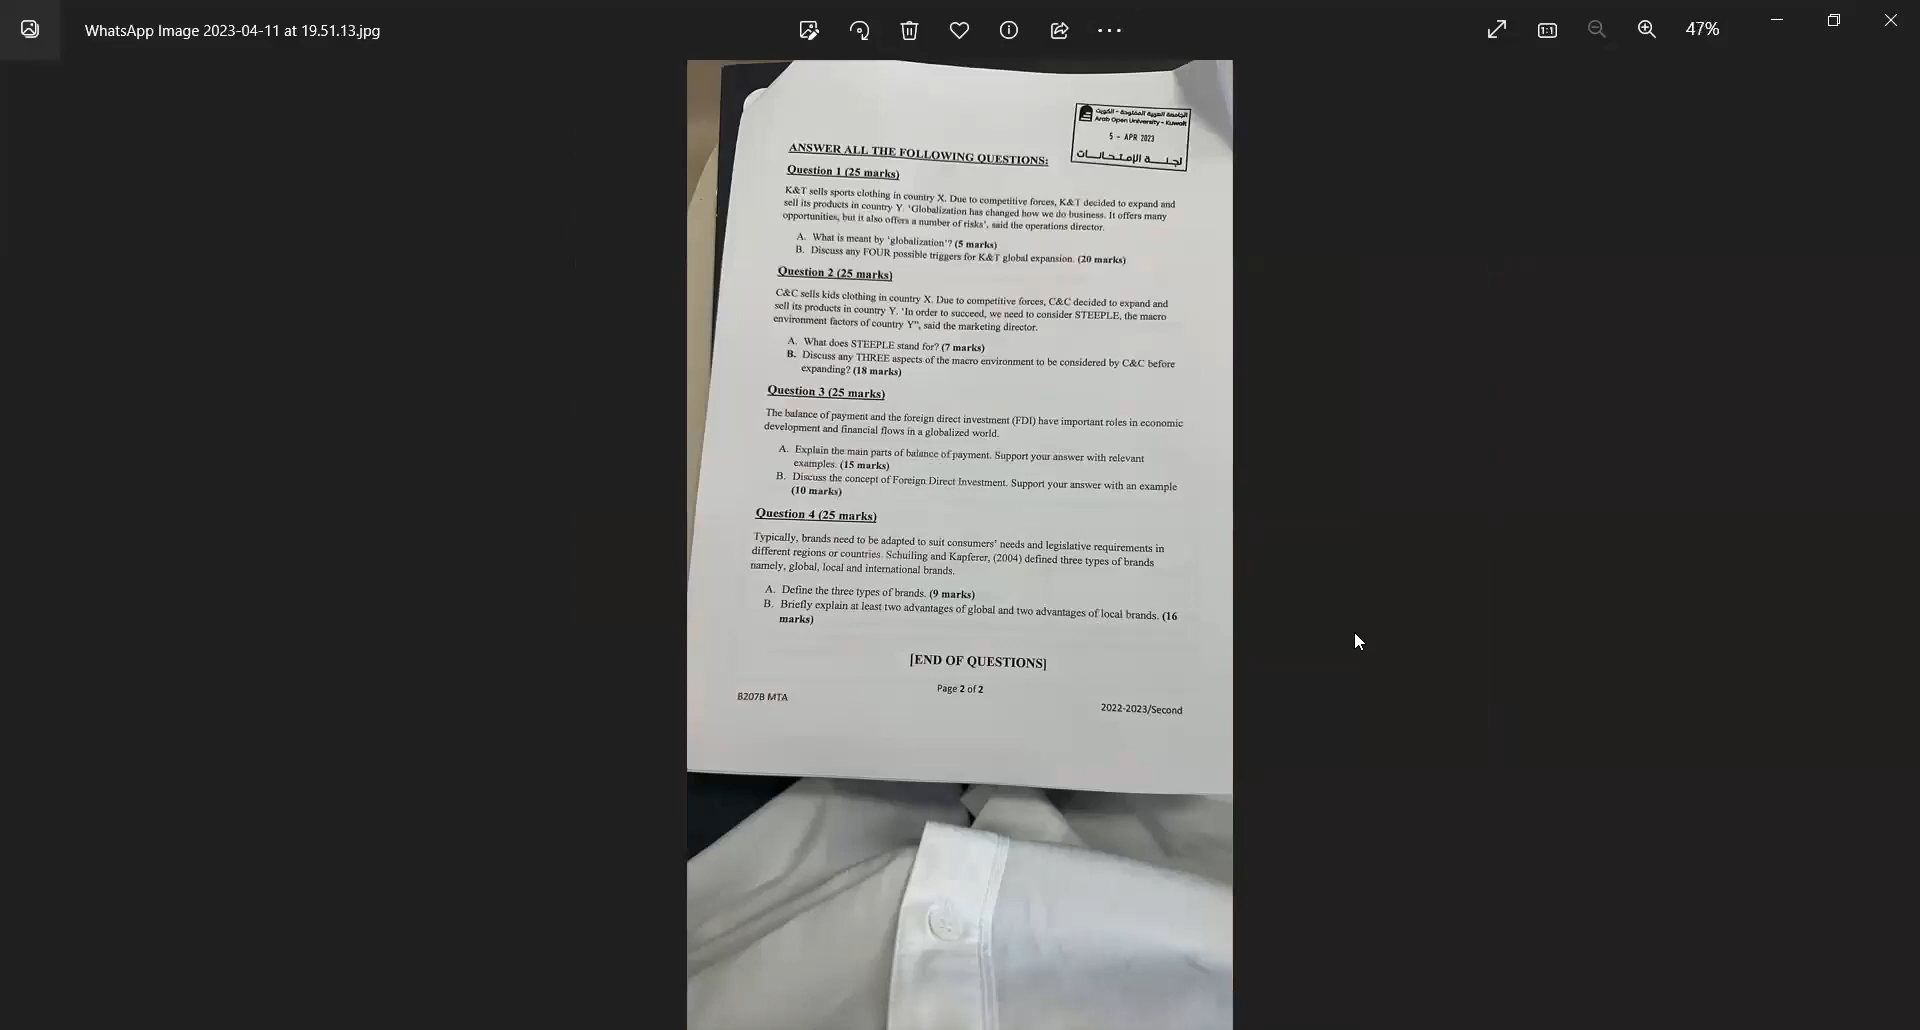 WhatsApp Image 2023-04-11 at 19.51.13.jpg
1:1
47%
الجامعة العربية المفتوحة - الكويت
Arab Open University - Kuwait
5 - APR 2023
لجنـــة الإمتـحــانــات
ANSWER ALL THE FOLLOWING QUESTIONS:
Question 1 (25 marks)
K&T sells sports clothing in country X. Due to competitive forces, K&T decided to expand and
sell its products in country Y. 'Globalization has changed how we do business. It offers many
opportunities, but it also offers a number of risks', said the operations director.
A. What is meant by 'globalization'? (5 marks)
B. Discuss any FOUR possible triggers for K&T global expansion. (20 marks)
Question 2 (25 marks)
C&C sells kids clothing in country X. Due to competitive forces, C&C decided to expand and
sell its products in country Y. 'In order to succeed, we need to consider STEEPLE, the macro
environment factors of country Y", said the marketing director.
A. What does STEEPLE stand for? (7 marks)
B. Discuss any THREE aspects of the macro environment to be considered by C&C before
expanding? (18 marks)
Question 3 (25 marks)
The balance of payment and the foreign direct investment (FDI) have important roles in economic
development and financial flows in a globalized world.
A. Explain the main parts of balance of payment. Support your answer with relevant
examples. (15 marks)
B. Discuss the concept of Foreign Direct Investment. Support your answer with an example
(10 marks)
Question 4 (25 marks)
Typically, brands need to be adapted to suit consumers' needs and legislative requirements in
different regions or countries. Schuiling and Kapferer, (2004) defined three types of brands
namely, global, local and international brands.
A. Define the three types of brands. (9 marks)
B. Briefly explain at least two advantages of global and two advantages of local brands. (16
marks)
[END OF QUESTIONS]
Page 2 of 2
B207B MTA
2022-2023/Second